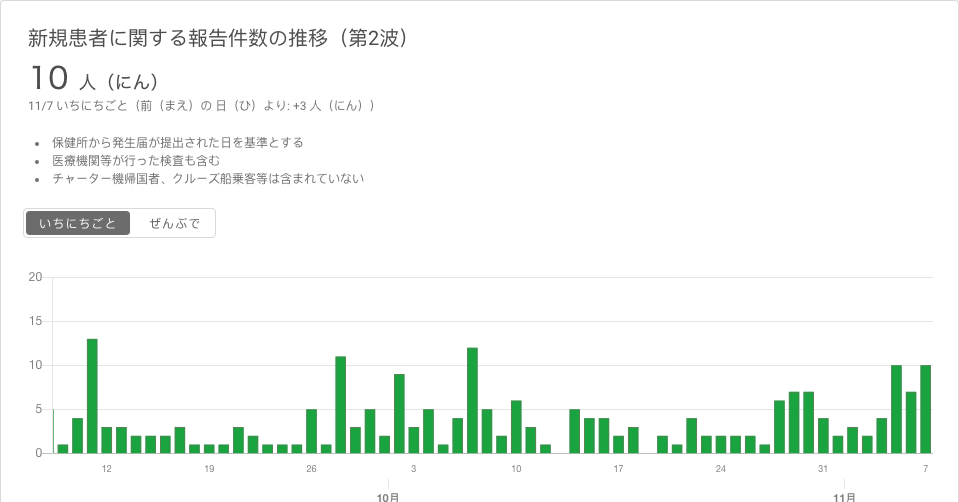 新規患者に関する報告件数の推移（第2波）
10 人（にん）
11/7 いちにちごと（前（まえ）の 日（ひ）より: +3 人（にん））
• 保健所から発生届が提出された日を基準とする
• 医療機関等が行った検査も含む
• チャーター機帰国者、クルーズ船乗客等は含まれていない
いちにちごと ぜんぶで
20
15
10
5
0
12 19 26 3 10 17 24 31 7
10月 11月